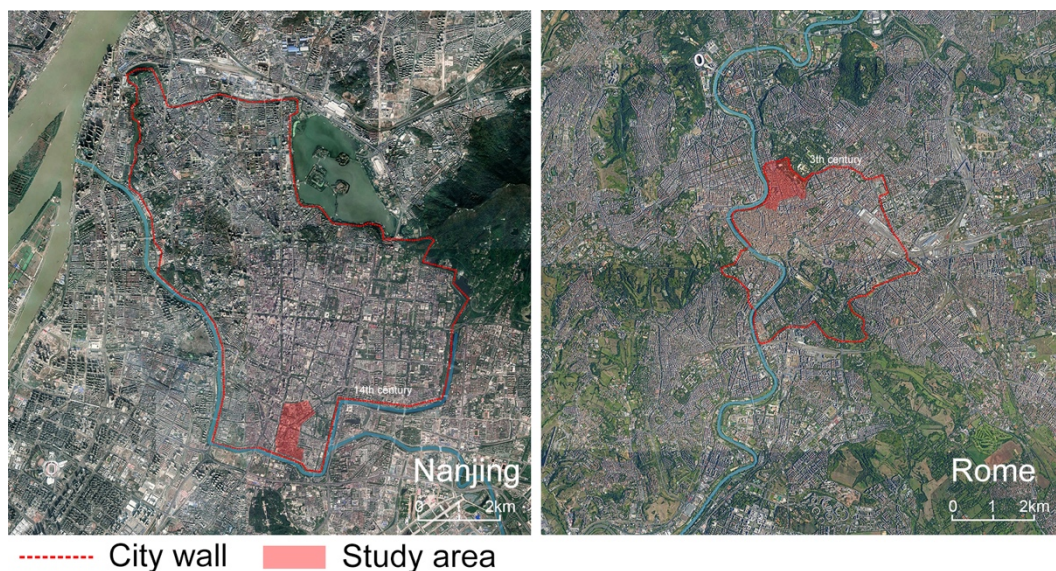 14th century
Nanjing
0 1 2km
3th century
Rome
0 1 2km
City wall
Study area